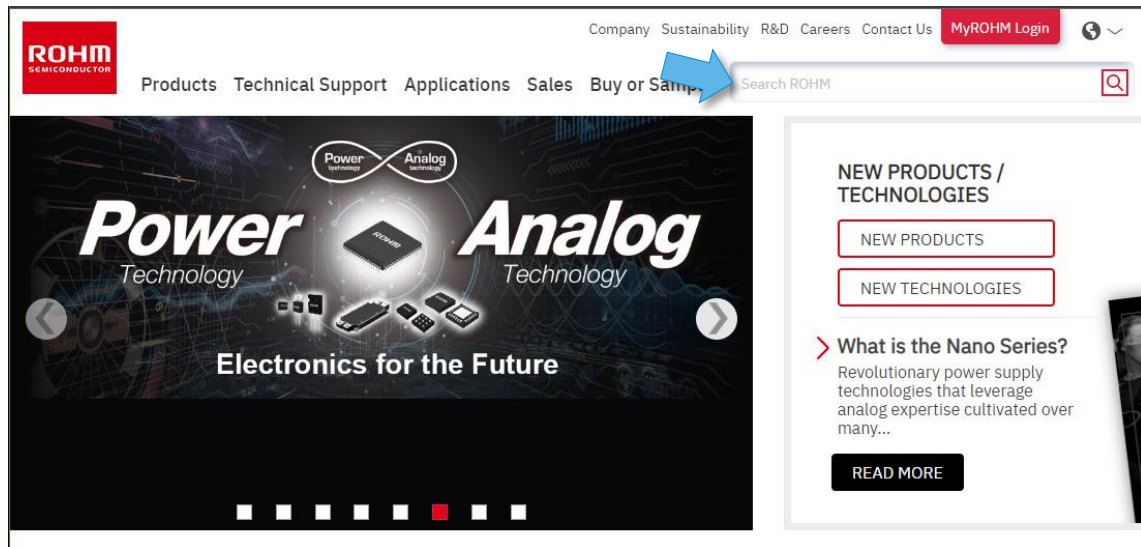 Company Sustainability R&D Careers Contact Us MyROHM Login
ROHM
SEMICONDUCTOR
Products Technical Support Applications Sales Buy or
Search ROHM
Power
technology
Analog
technology
Power
Technology
Analog
Technology
ROHM
Electronics for the Future
NEW PRODUCTS /
TECHNOLOGIES
NEW PRODUCTS
NEW TECHNOLOGIES
What is the Nano Series?
Revolutionary power supply
technologies that leverage
analog expertise cultivated over
many...
READ MORE